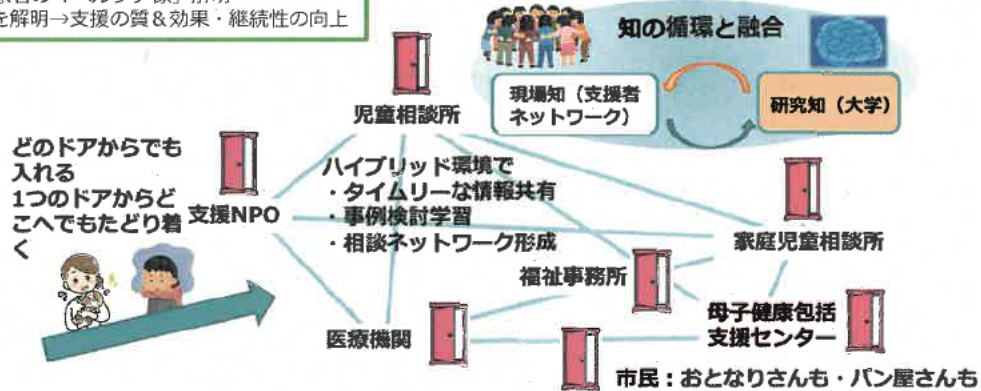 を解明→支援の質&効果・継続性の向上
知の循環と融合
現場知（支援者
ネットワーク）
研究知（大学）
児童相談所
どのドアからでも
入れる
1つのドアからど
こへでもたどり着
く
支援NPO
ハイブリッド環境で
・タイムリーな情報共有
・事例検討学習
・相談ネットワーク形成
家庭児童相談所
福祉事務所
医療機関
母子健康包括
支援センター
市民：おとなりさんも・パン屋さんも